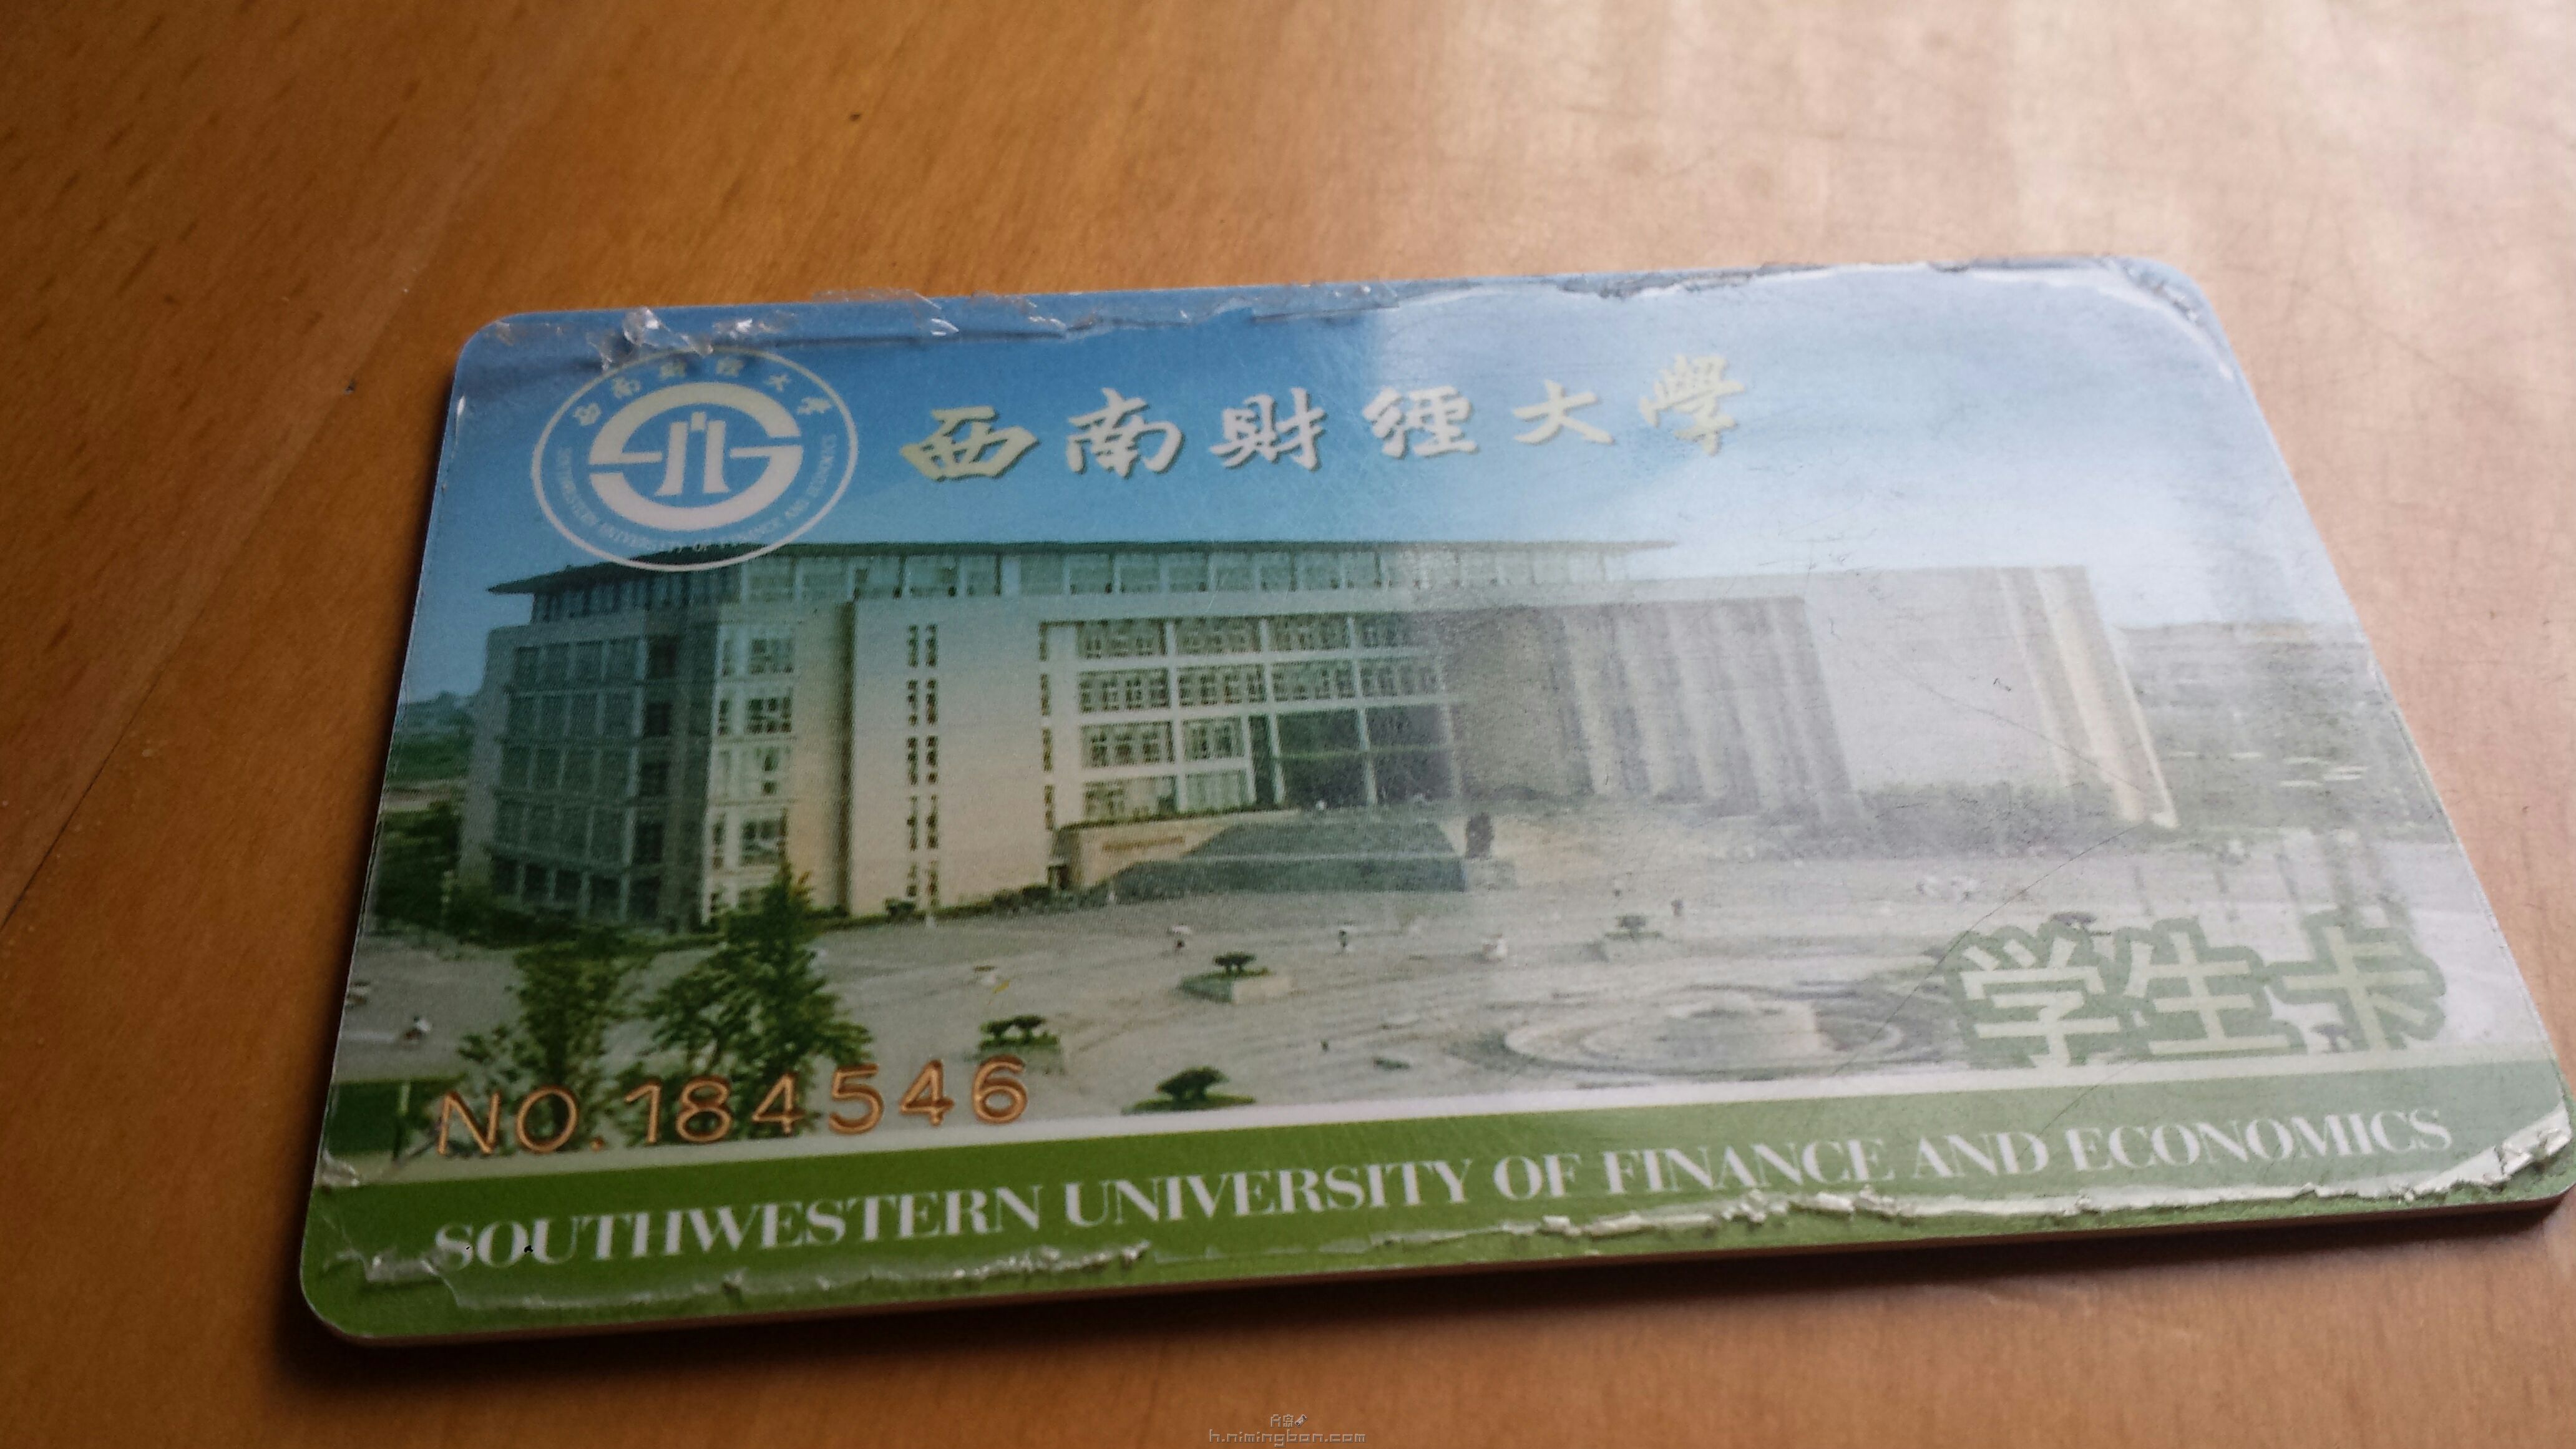 西南財經大學
西南财经大学
SOUTHWESTERN UNIVERSITY OF FINANCE AND ECONOMICS
学生卡
NO.184546
SOUTHWESTERN UNIVERSITY OF FINANCE AND ECONOMICS
h.nimingban.com